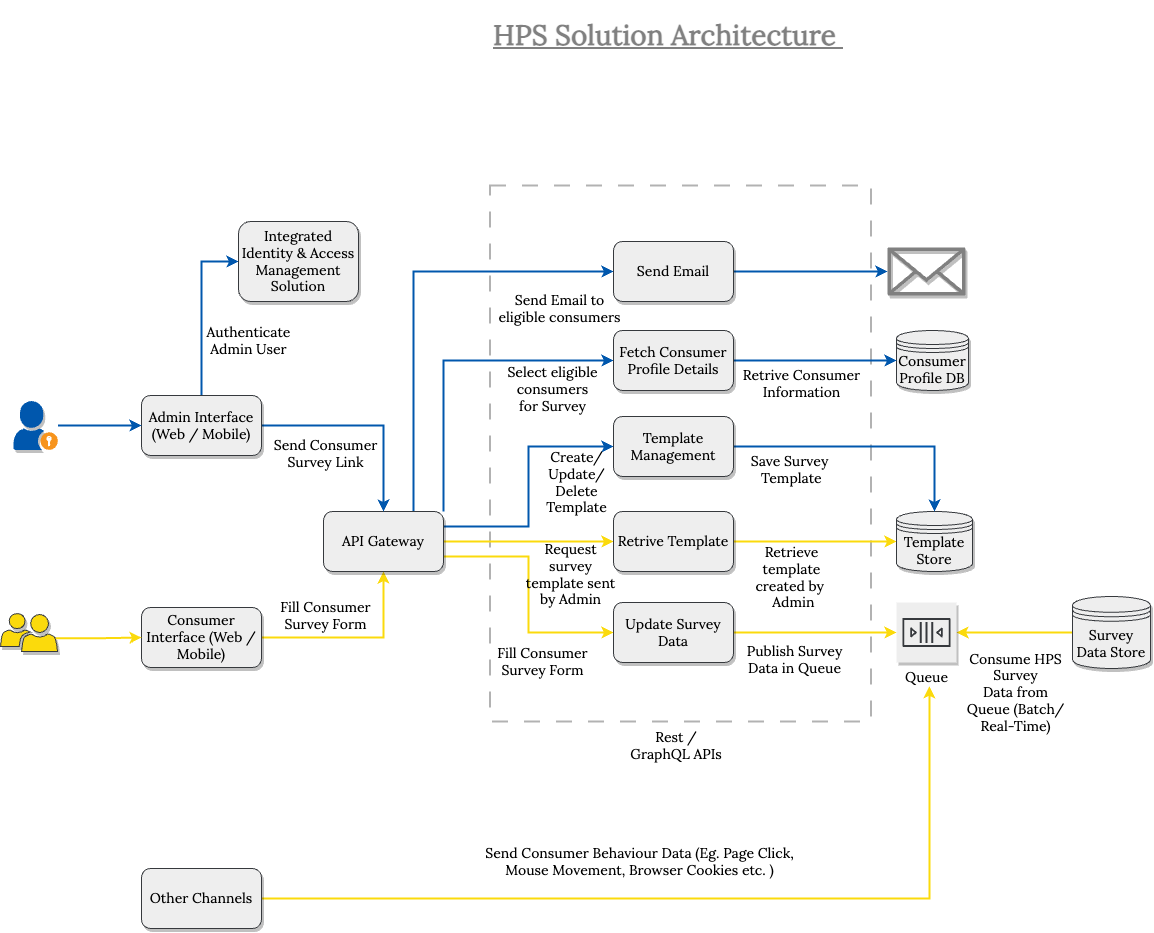 HPS Solution Architecture
Integrated
Identity & Access
Management
Solution
Authenticate
Admin User
Admin Interface
(Web / Mobile)
Send Consumer
Survey Link
API Gateway
Send Email
Send Email to
eligible consumers
Fetch Consumer
Profile Details
Select eligible
consumers
for Survey
Retrive Consumer
Information
Consumer
Profile DB
Template
Management
Create/
Update/
Delete
Template
Save Survey
Template
Retrive Template
Request
survey
template sent
by Admin
Retrieve
template
created by
Admin
Template
Store
Consumer
Interface (Web /
Mobile)
Fill Consumer
Survey Form
Update Survey
Data
Fill Consumer
Survey Form
Publish Survey
Data in Queue
Queue
Survey
Data Store
Consume HPS
Survey
Data from
Queue (Batch/
Real-Time)
Rest /
GraphQL APIs
Send Consumer Behaviour Data (Eg. Page Click,
Mouse Movement, Browser Cookies etc. )
Other Channels